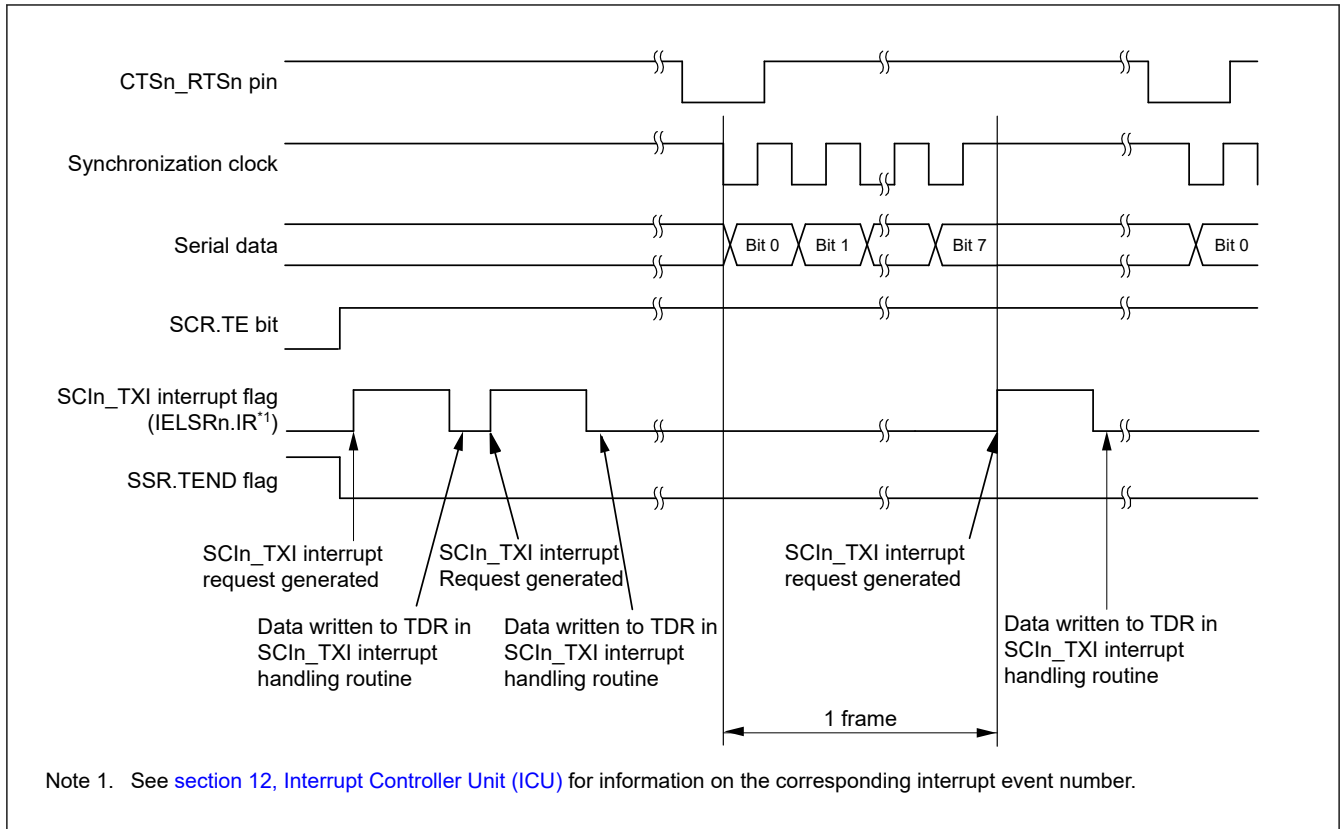 CTSn_RTSn pin
Synchronization clock
Serial data
Bit 0
Bit 1
Bit 7
Bit 0
SCR.TE bit
SCIn_TXI interrupt flag
(IELSRn.IR*1)
SSR.TEND flag
SCIn_TXI interrupt
request generated
SCIn_TXI interrupt
Request generated
SCIn_TXI interrupt
request generated
Data written to TDR in
SCIn_TXI interrupt
handling routine
Data written to TDR in
SCIn_TXI interrupt
handling routine
Data written to TDR in
SCIn_TXI interrupt
handling routine
1 frame
Note 1. See section 12, Interrupt Controller Unit (ICU) for information on the corresponding interrupt event number.